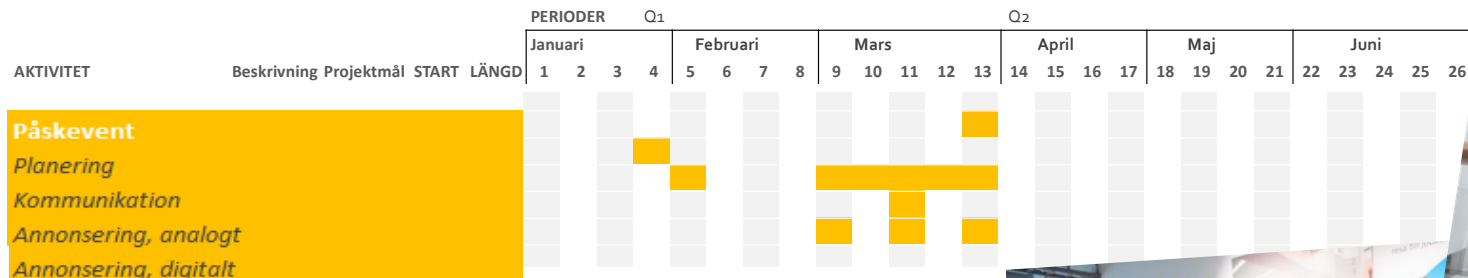 PERIODER Q1 Q2
Januari Februari Mars April Maj Juni
AKTIVITET Beskrivning Projektmål START LÄNGD 1 2 3 4 5 6 7 8 9 10 11 12 13 14 15 16 17 18 19 20 21 22 23 24 25 26
Påskevent
Planering
Kommunikation
Annonsering, analogt
Annonsering, digitalt